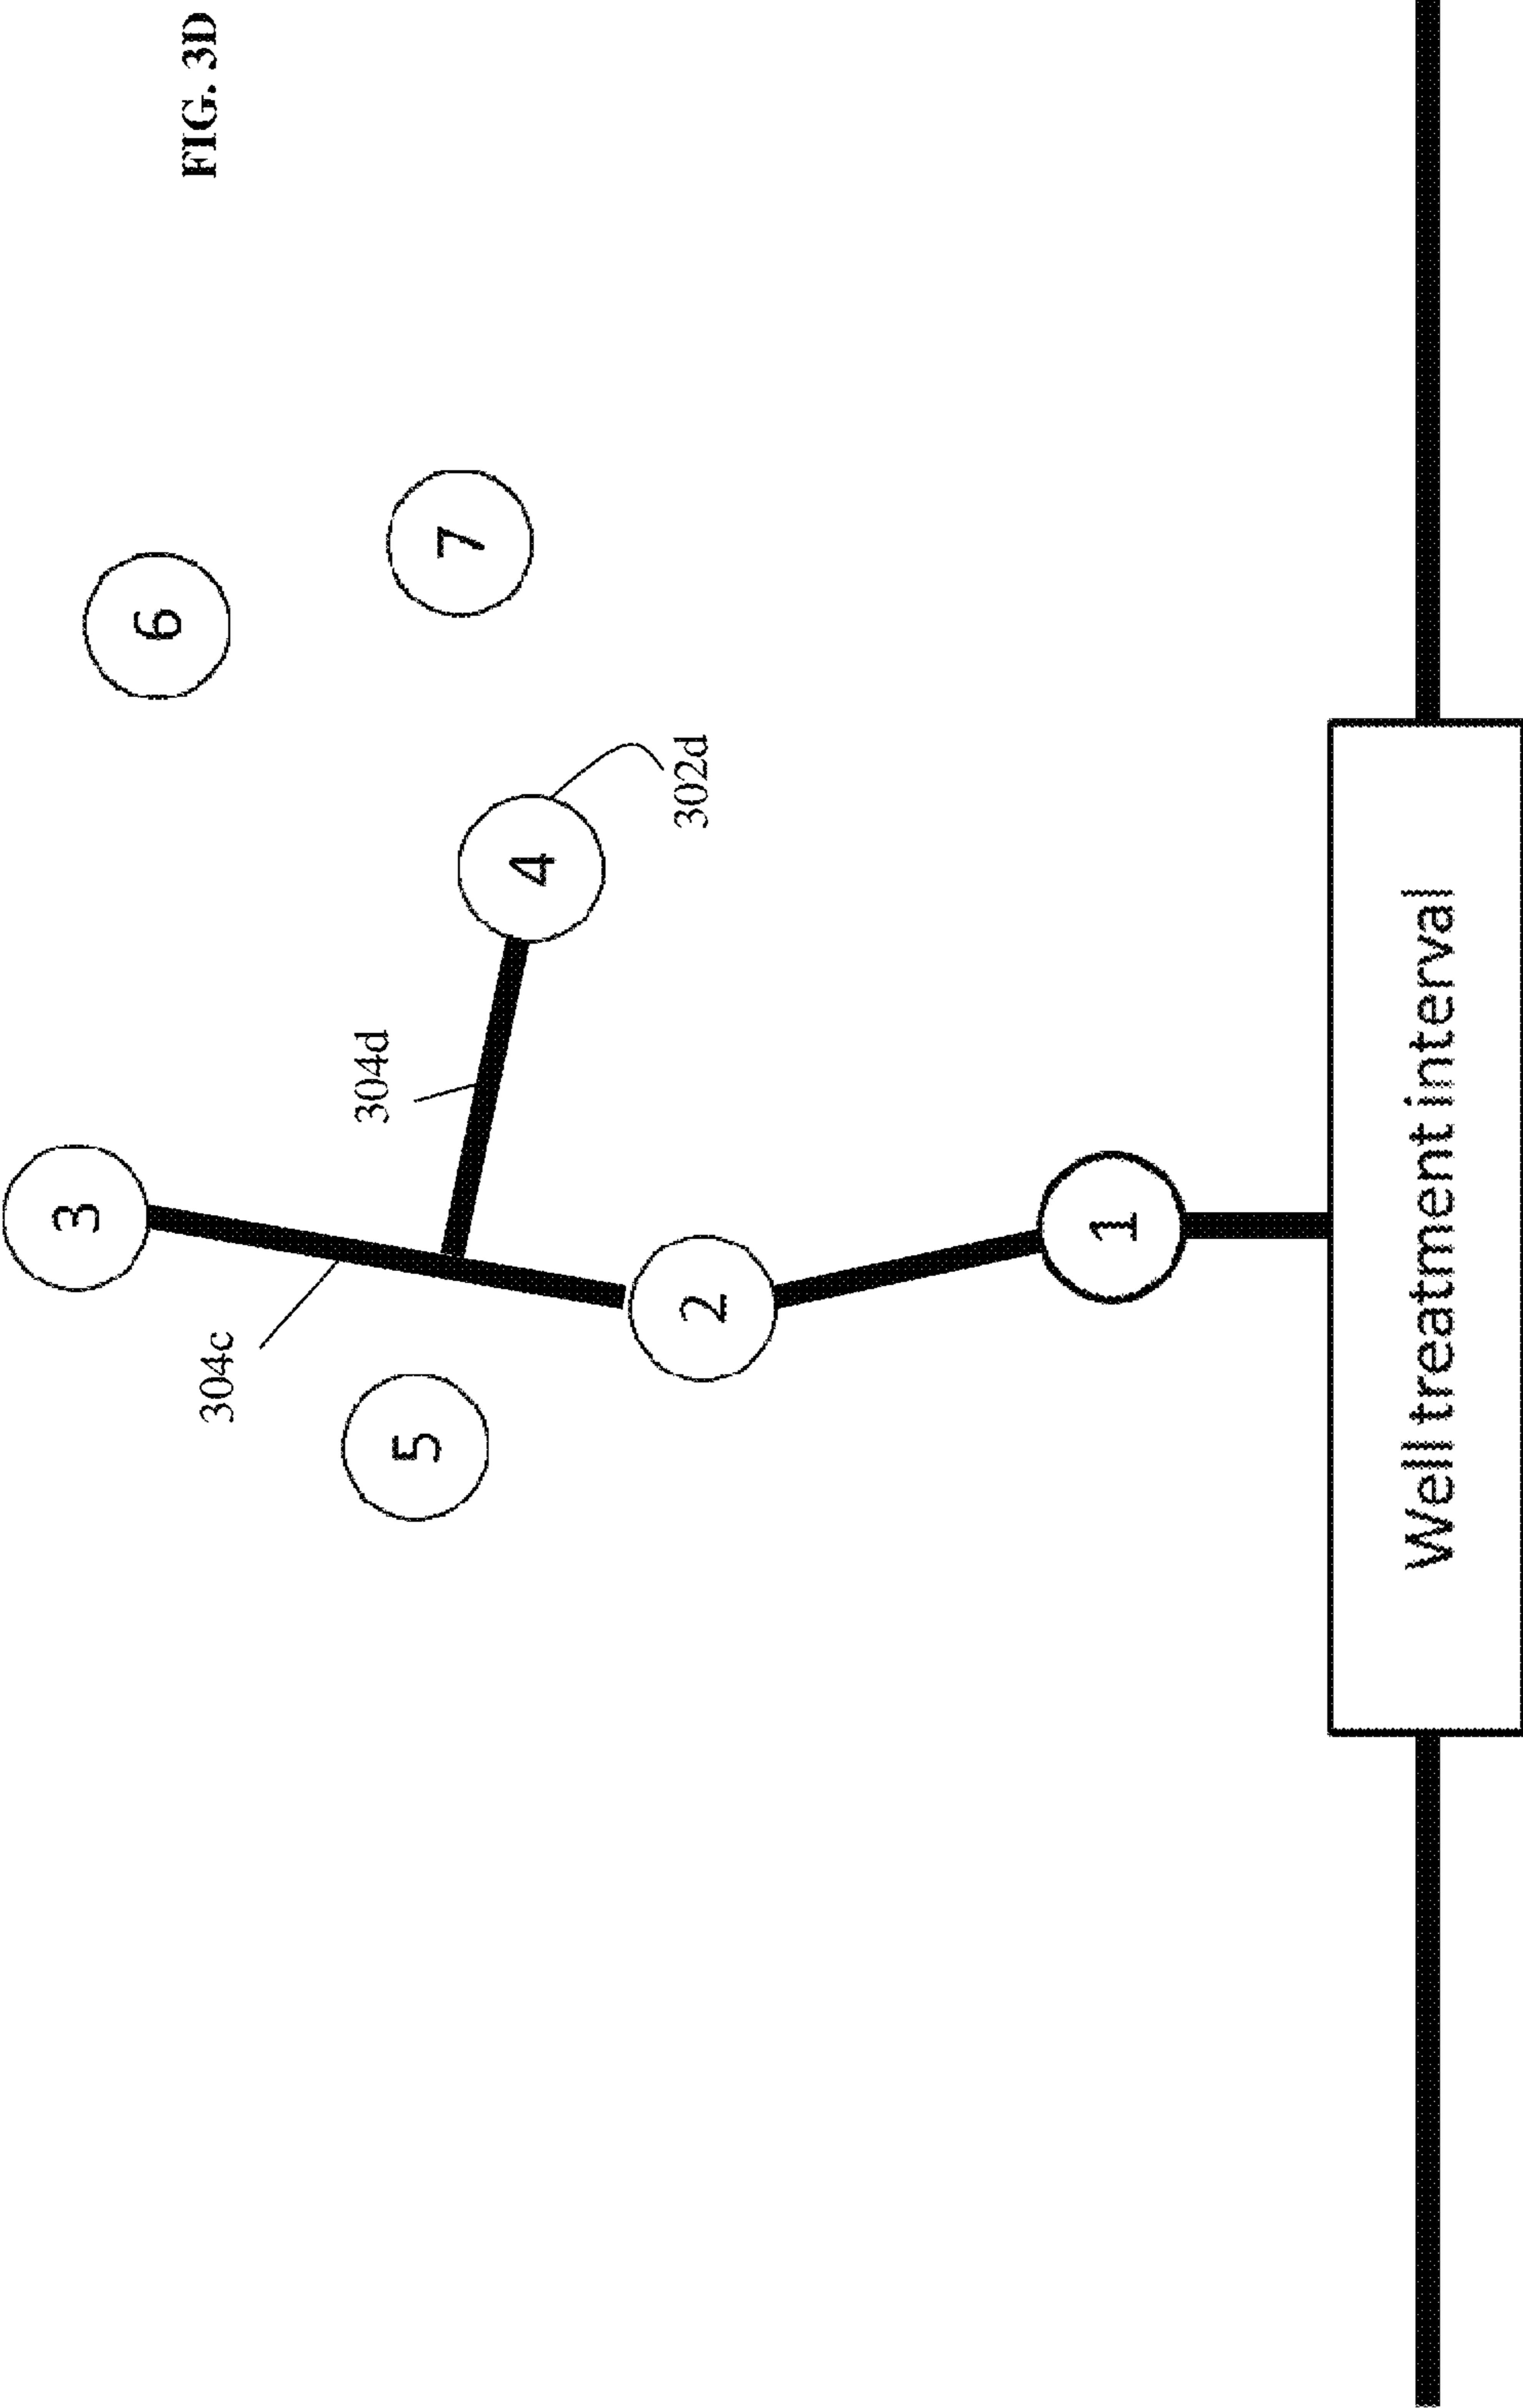 FIG. 3D
3
6
304c
304d
5
7
4
302d
2
1
Well treatment interval